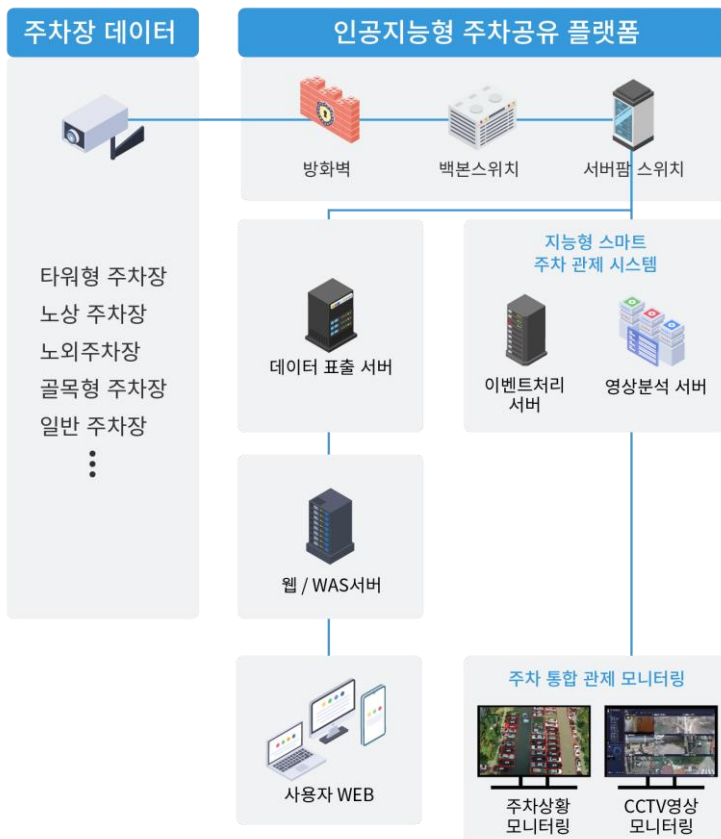 주차장 데이터
인공지능형 주차공유 플랫폼
방화벽
백본스위치
서버팜 스위치
타워형 주차장
노상 주차장
노외주차장
골목형 주차장
일반 주차장
지능형 스마트
주차 관제 시스템
데이터 표출 서버
이벤트처리
서버
영상분석 서버
웹 / WAS서버
사용자 WEB
주차 통합 관제 모니터링
주차상황
모니터링
CCTV영상
모니터링